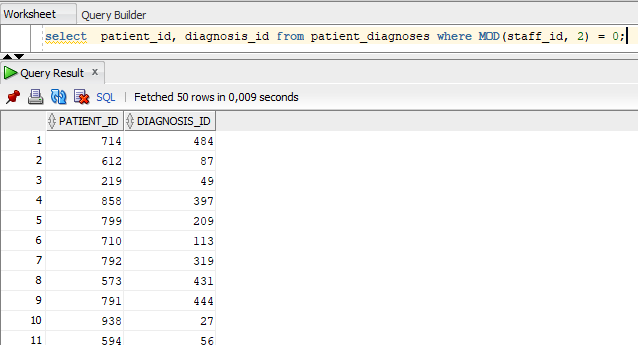 Worksheet Query Builder
select  patient_id, diagnosis_id from patient_diagnoses where MOD(staff_id, 2) = 0;
Query Result x
SQL | Fetched 50 rows in 0,009 seconds
PATIENT_ID DIAGNOSIS_ID
1 714 484
2 612 87
3 219 49
4 858 397
5 799 209
6 710 113
7 792 319
8 573 431
9 791 444
10 938 27
11 594 56